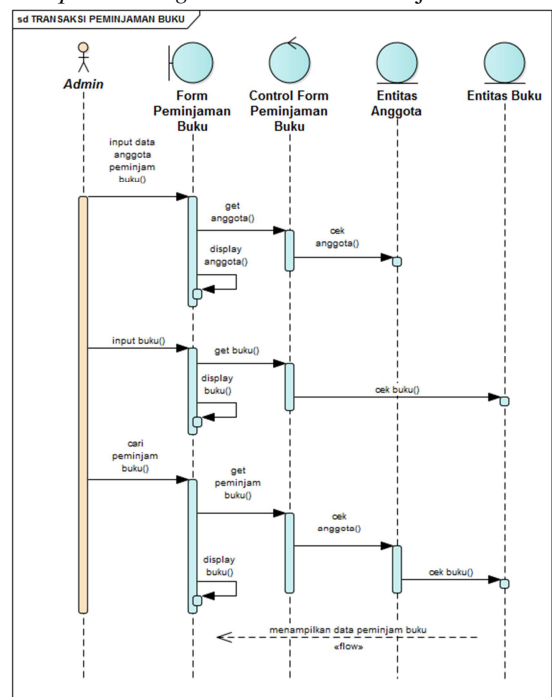 sd TRANSAKSI PEMINJAMAN BUKU
Admin
Form
Peminjaman
Buku
Control Form
Peminjaman
Buku
Entitas
Anggota
Entitas Buku
input data
anggota
peminjam
buku()
get
anggota()
cek
anggota()
display
anggota()
input buku()
get buku()
display
buku()
cek buku()
cari
peminjam
buku()
get
peminjam
buku()
cek
anggota()
display
buku()
cek buku()
menampilkan data peminjam buku
«flow»